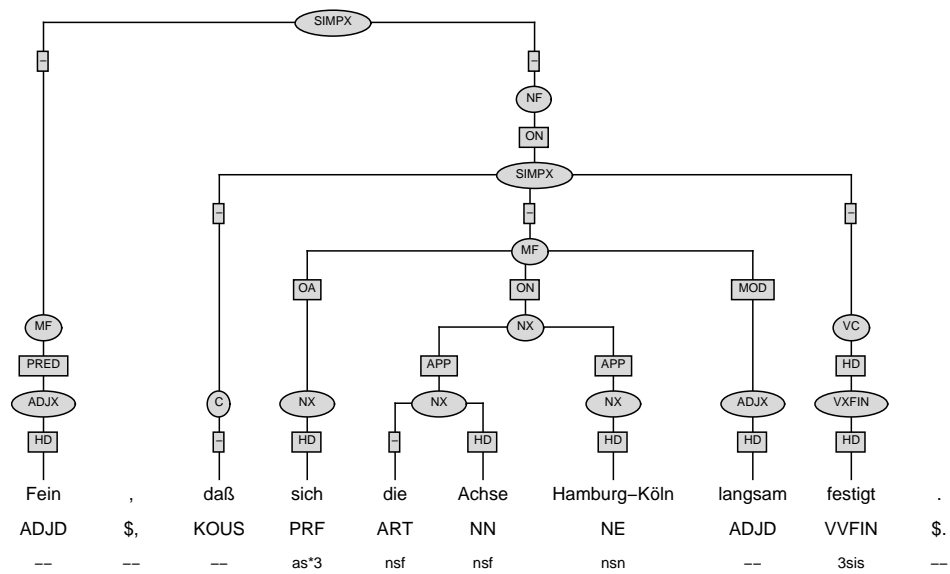 SIMPX
– –
NF
ON
SIMPX
– – –
MF
OA ON MOD
MF NX VC
PRED APP APP HD
ADJX C NX NX NX ADJX VXFIN
HD – HD – HD HD HD HD
Fein , daß sich die Achse Hamburg–Köln langsam festigt .
ADJD $, KOUS PRF ART NN NE ADJD VVFIN $.
–– –– –– as*3 nsf nsf nsn –– 3sis ––